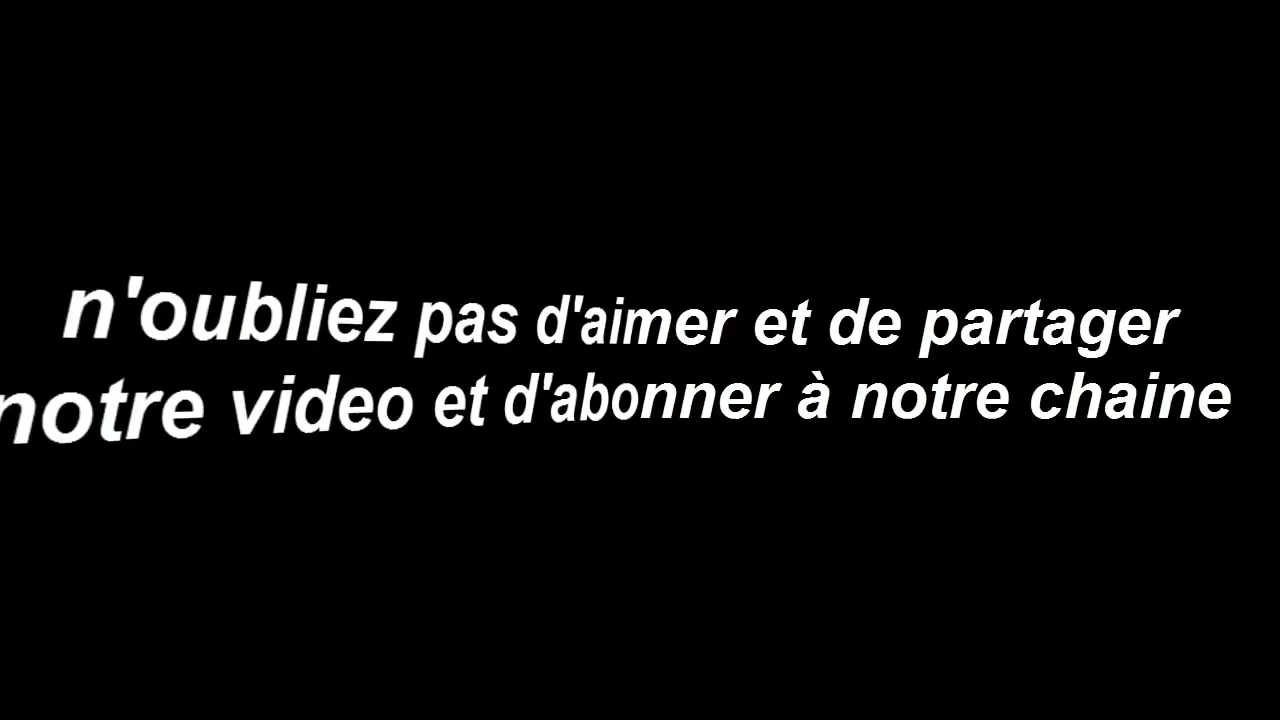 n'oubliez pas d'aimer et de partager
notre video et d'abonner à notre chaine